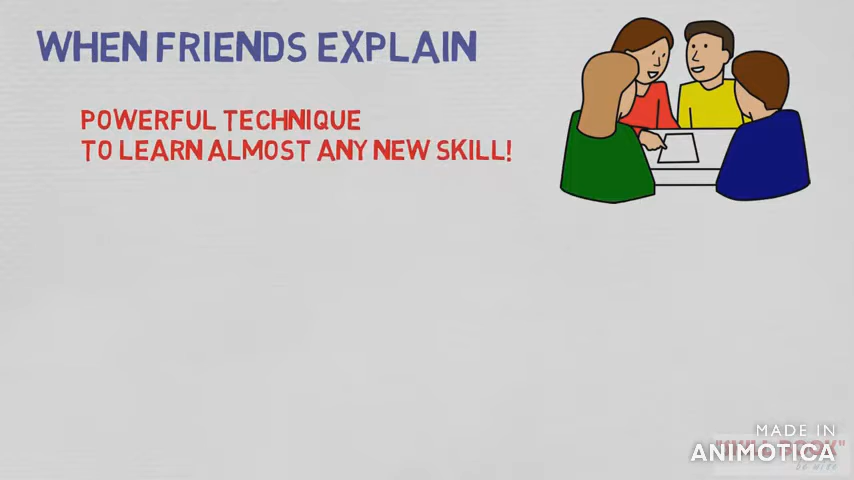 WHEN FRIENDS EXPLAIN
POWERFUL TECHNIQUE
TO LEARN ALMOST ANY NEW SKILL!
MADE IN
ANIMOTICA